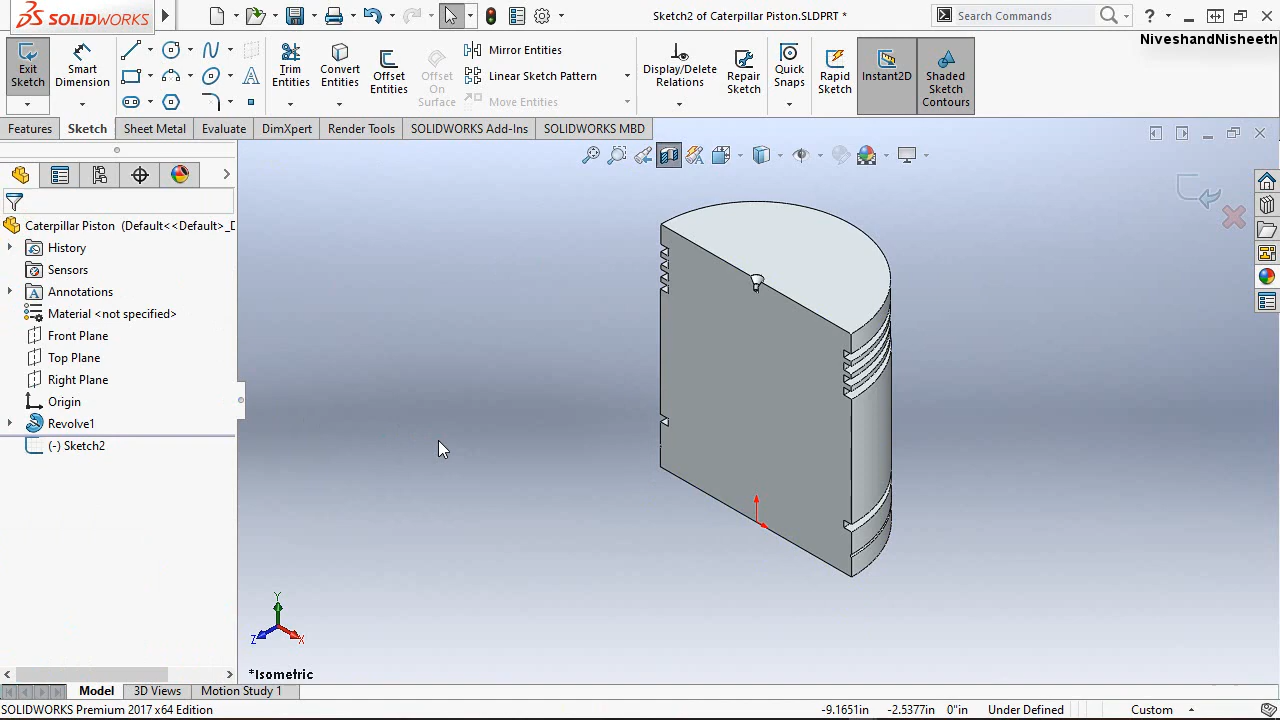 SOLIDWORKS
Sketch2 of Caterpillar Piston.SLDPRT *
Search Commands
?
NiveshandNisheeth
Exit Sketch
Smart Dimension
Trim Entities
Convert Entities
Offset Entities
Offset On Surface
Mirror Entities
Linear Sketch Pattern
Move Entities
Display/Delete Relations
Repair Sketch
Quick Snaps
Rapid Sketch
Instant2D
Shaded Sketch Contours
Features
Sketch
Sheet Metal
Evaluate
DimXpert
Render Tools
SOLIDWORKS Add-Ins
SOLIDWORKS MBD
Caterpillar Piston (Default<<Default>_D
History
Sensors
Annotations
Material <not specified>
Front Plane
Top Plane
Right Plane
Origin
Revolve1
(-) Sketch2
Y
Z
X
*Isometric
Model
3D Views
Motion Study 1
SOLIDWORKS Premium 2017 x64 Edition
-9.1651in
-2.5377in
0"in
Under Defined
Custom